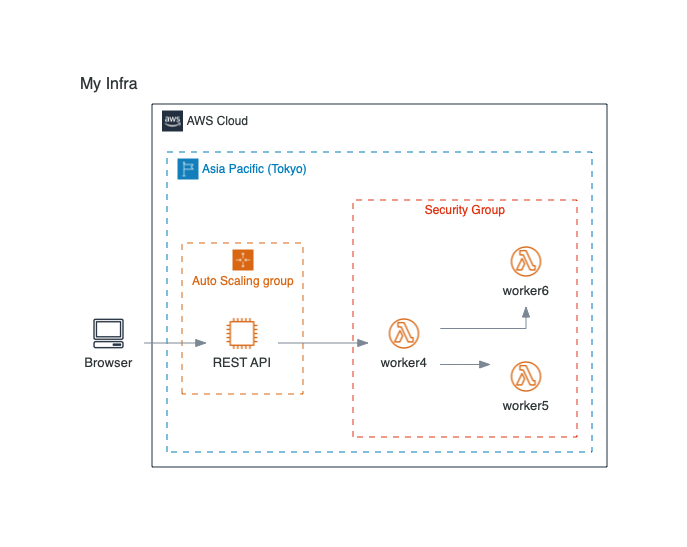 My Infra
aws
AWS Cloud
Asia Pacific (Tokyo)
Security Group
Auto Scaling group
worker6
Browser
REST API
worker4
worker5